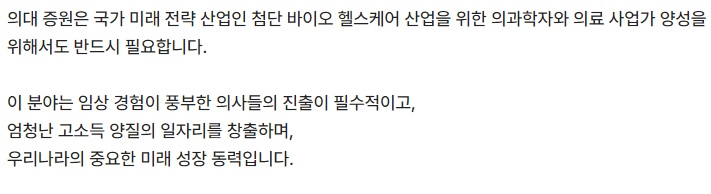 의대 증원은 국가 미래 전략 산업인 첨단 바이오 헬스케어 산업을 위한 의과학자와 의료 사업가 양성을
위해서도 반드시 필요합니다.
이 분야는 임상 경험이 풍부한 의사들의 진출이 필수적이고,
엄청난 고소득 양질의 일자리를 창출하며,
우리나라의 중요한 미래 성장 동력입니다.